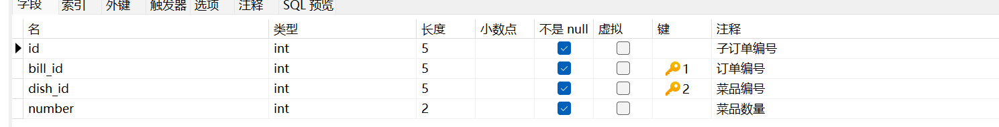 字段 索引 外键 触发器 选项 注释 SQL 预览
名 类型 长度 小数点 不是 null 虚拟 键 注释
id int 5 子订单编号
bill_id int 5 1 订单编号
dish_id int 5 2 菜品编号
number int 2 菜品数量